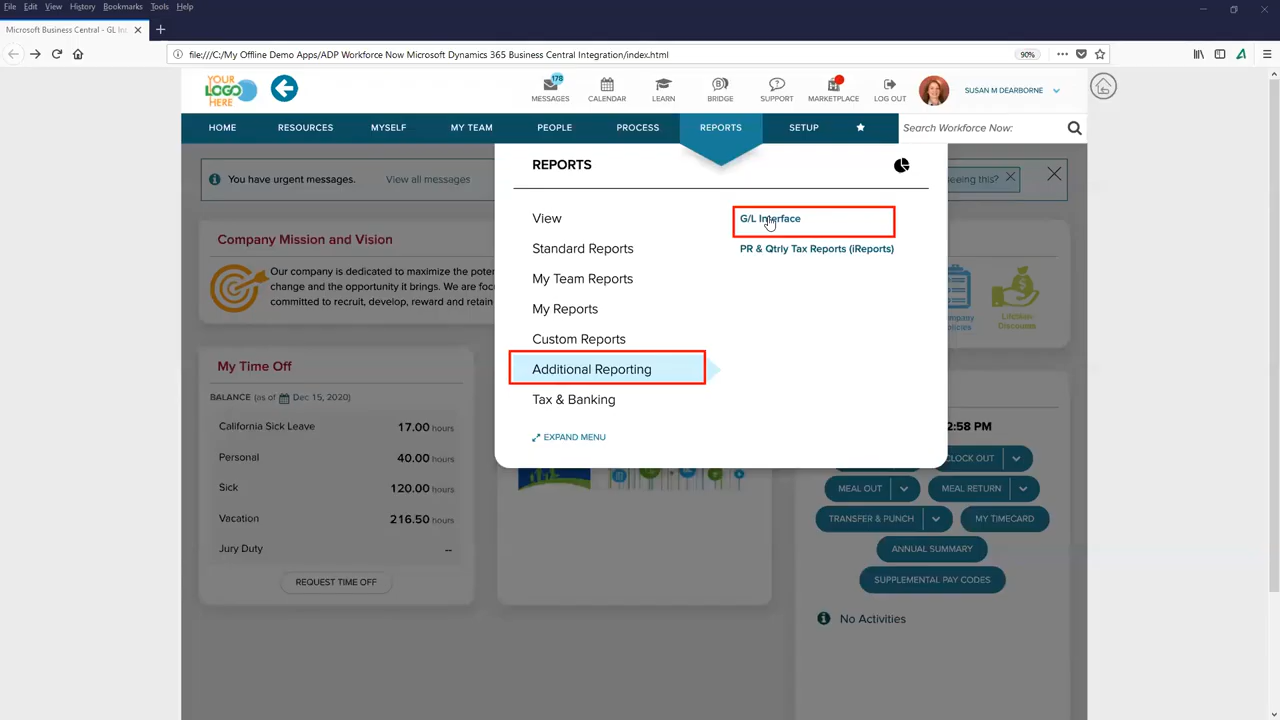 File Edit View History Bookmarks Tools Help
Microsoft Business Central - GL In
file:///C:/My Offline Demo Apps/ADP Workforce Now Microsoft Dynamics 365 Business Central Integration/index.html
90%
YOUR
LOGO
HERE
178
MESSAGES CALENDAR LEARN BRIDGE SUPPORT MARKETPLACE LOG OUT SUSAN M DEARBORNE
HOME RESOURCES MYSELF MY TEAM PEOPLE PROCESS REPORTS SETUP Search Workforce Now:
You have urgent messages. View all messages
eeing this?
REPORTS
View
Standard Reports
My Team Reports
My Reports
Custom Reports
Additional Reporting
Tax & Banking
EXPAND MENU
G/L Interface
PR & Qtrly Tax Reports (iReports)
Company Mission and Vision
Our company is dedicated to maximize the poten
change and the opportunity it brings. We are foc
committed to recruit, develop, reward and retain
Discounts
My Time Off
BALANCE (as of Dec 15, 2020)
California Sick Leave 17.00 hours
Personal 40.00 hours
Sick 120.00 hours
Vacation 216.50 hours
Jury Duty --
REQUEST TIME OFF
2:58 PM
CLOCK OUT
MEAL OUT MEAL RETURN
TRANSFER & PUNCH MY TIMECARD
ANNUAL SUMMARY
SUPPLEMENTAL PAY CODES
No Activities